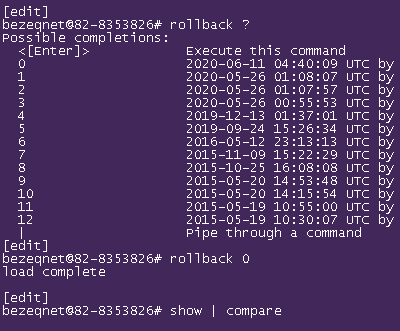 [edit]
bezeqnet@82-8353826# rollback ?
Possible completions:
<[Enter]> Execute this command
0 2020-06-11 04:40:09 UTC by
1 2020-05-26 01:08:07 UTC by
2 2020-05-26 01:07:57 UTC by
3 2020-05-26 00:55:53 UTC by
4 2019-12-13 01:37:01 UTC by
5 2019-09-24 15:26:34 UTC by
6 2016-05-12 23:13:13 UTC by
7 2015-11-09 15:22:29 UTC by
8 2015-10-25 16:08:08 UTC by
9 2015-05-20 14:53:48 UTC by
10 2015-05-20 14:15:54 UTC by
11 2015-05-19 10:55:00 UTC by
12 2015-05-19 10:30:07 UTC by
| Pipe through a command
[edit]
bezeqnet@82-8353826# rollback 0
load complete
[edit]
bezeqnet@82-8353826# show | compare